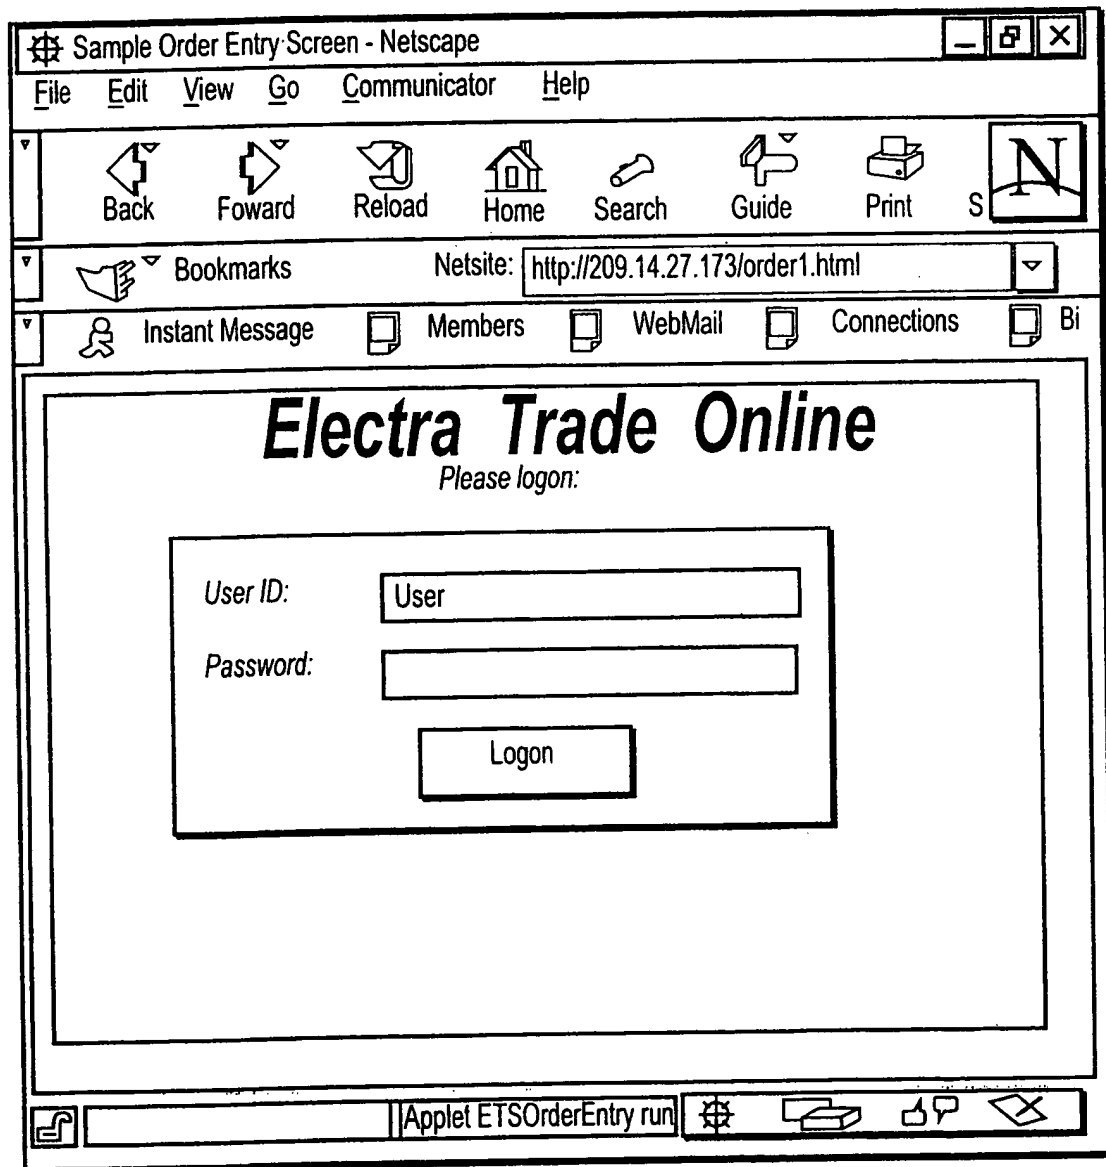 Sample Order Entry Screen - Netscape
File Edit View Go Communicator Help
Back Foward Reload Home Search Guide Print S N
Bookmarks Netsite: http://209.14.27.173/order1.html
Instant Message Members WebMail Connections Bi
Electra Trade Online
Please logon:
User ID: User
Password:
Logon
Applet ETSOrderEntry run